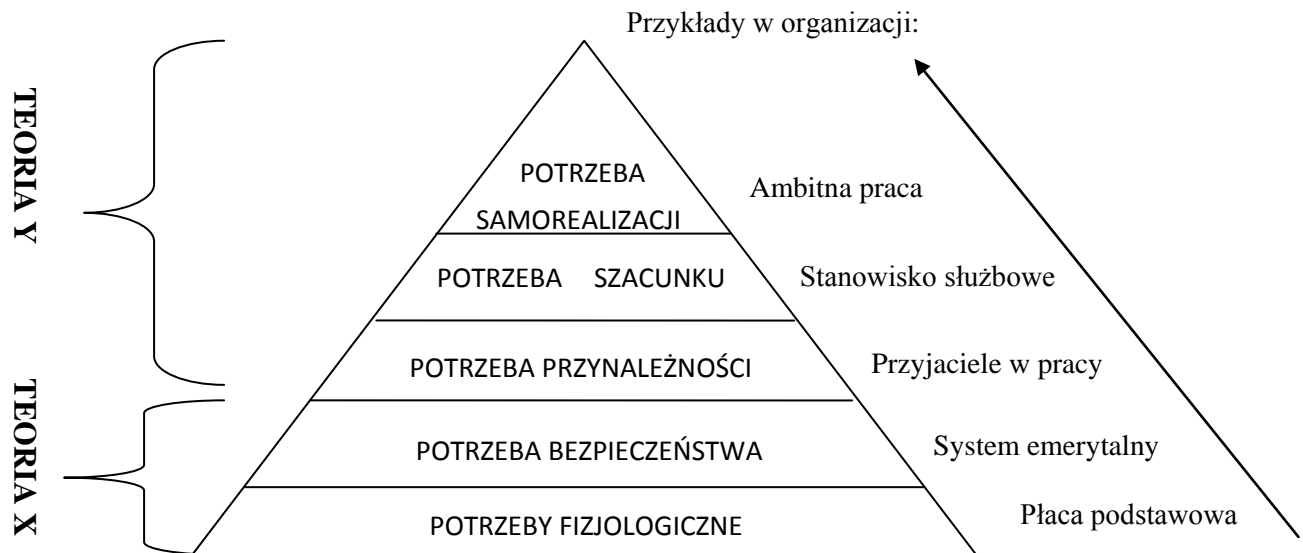 Przykłady w organizacji:
TEORIA Y
POTRZEBA
SAMOREALIZACJI
Ambitna praca
POTRZEBA SZACUNKU
Stanowisko służbowe
POTRZEBA PRZYNALEŻNOŚCI
Przyjaciele w pracy
TEORIA X
POTRZEBA BEZPIECZEŃSTWA
System emerytalny
POTRZEBY FIZJOLOGICZNE
Płaca podstawowa